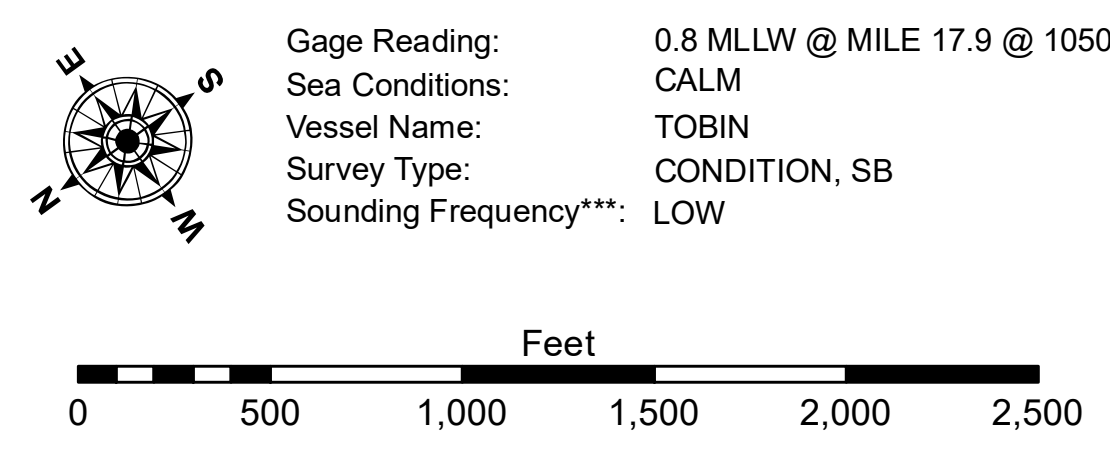 E
S
N
W
Gage Reading: 0.8 MLLW @ MILE 17.9 @ 1050
Sea Conditions: CALM
Vessel Name: TOBIN
Survey Type: CONDITION, SB
Sounding Frequency***: LOW
Feet
0 500 1,000 1,500 2,000 2,500